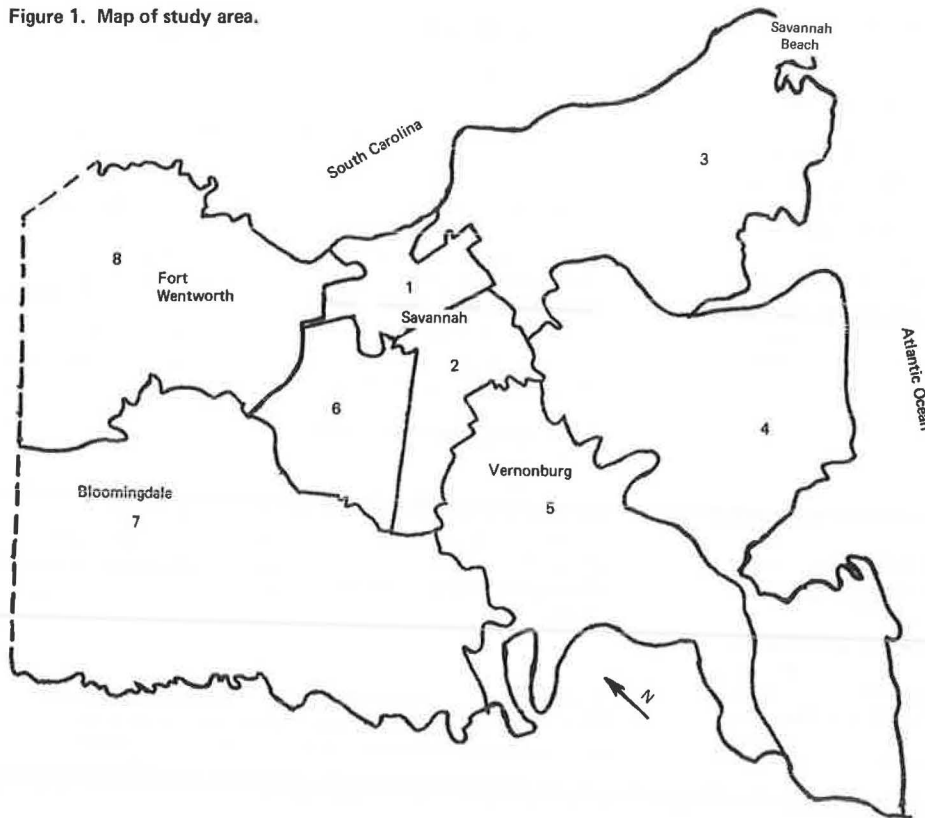 Figure 1. Map of study area.
Savannah
Beach
South Carolina
3
8
Fort
Wentworth
1
Savannah
2
Atlantic Ocean
6
4
Vernonburg
Bloomingdale
5
7
N